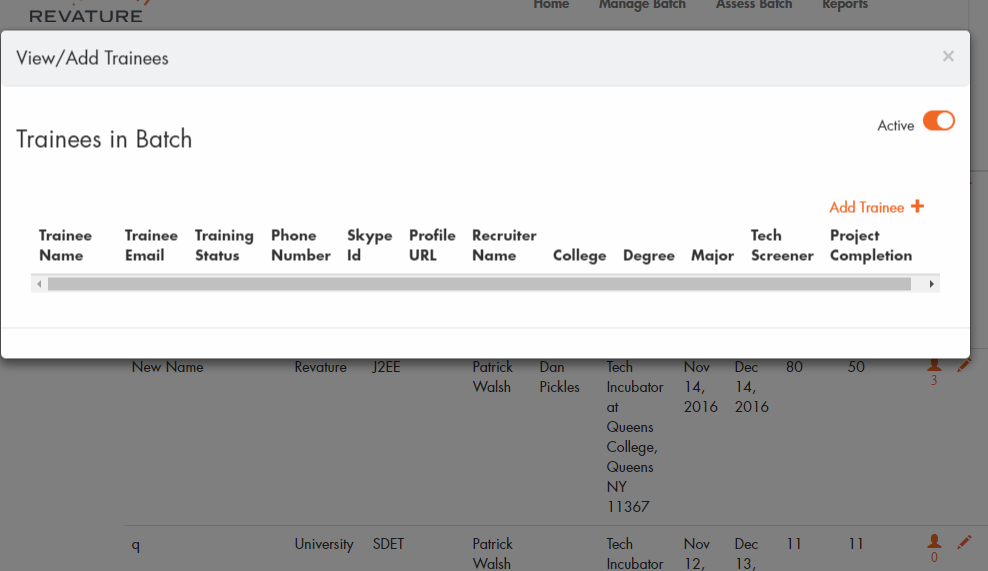 REVATURE
Home Manage Batch Assess Batch Reports
View/Add Trainees ×
Active
Trainees in Batch
Add Trainee +
Trainee Trainee Training Phone Skype Profile Recruiter Tech Project
Name Email Status Number Id URL Name College Degree Major Screener Completion
New Name Revature J2EE Patrick Dan Tech Nov Dec 80 50
Walsh Pickles Incubator 14, 14, 3
at 2016 2016
Queens
College,
Queens
NY
11367
q University SDET Patrick Tech Nov Dec 11 11
Walsh Incubator 12, 13, 0